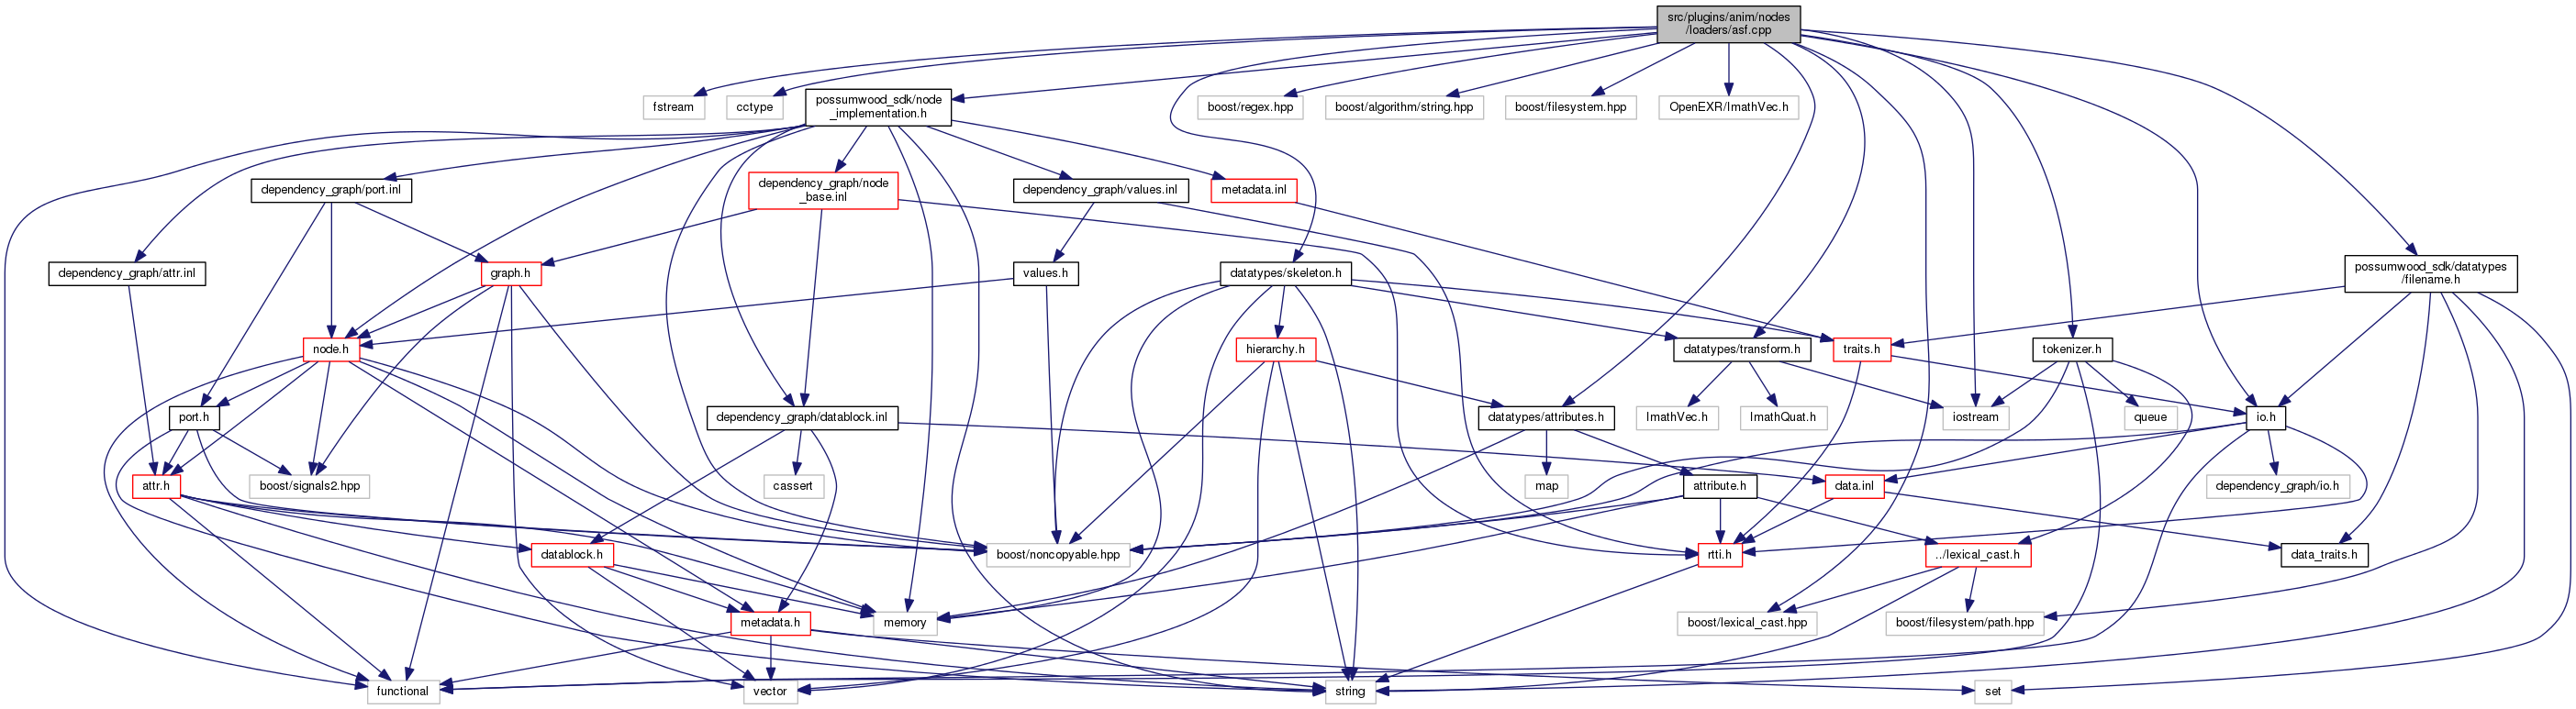 src/plugins/anim/nodes
/loaders/asf.cpp
fstream
cctype
possumwood_sdk/node
_implementation.h
boost/regex.hpp
boost/algorithm/string.hpp
boost/filesystem.hpp
OpenEXR/ImathVec.h
dependency_graph/port.inl
dependency_graph/node
_base.inl
dependency_graph/values.inl
metadata.inl
dependency_graph/attr.inl
graph.h
values.h
datatypes/skeleton.h
possumwood_sdk/datatypes
/filename.h
node.h
hierarchy.h
datatypes/transform.h
traits.h
tokenizer.h
port.h
dependency_graph/datablock.inl
datatypes/attributes.h
ImathVec.h
ImathQuat.h
iostream
queue
io.h
attr.h
boost/signals2.hpp
cassert
map
attribute.h
data.inl
dependency_graph/io.h
datablock.h
boost/noncopyable.hpp
rtti.h
../lexical_cast.h
data_traits.h
metadata.h
memory
boost/lexical_cast.hpp
boost/filesystem/path.hpp
functional
vector
string
set